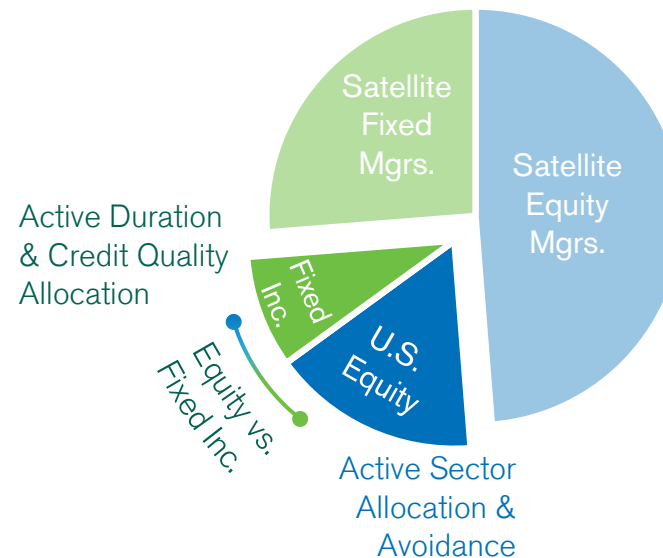 Satellite
Fixed
Mgrs.
Satellite
Equity
Mgrs.
Active Duration
& Credit Quality
Allocation
Fixed
Inc.
U.S.
Equity
Equity vs.
Fixed Inc.
Active Sector
Allocation &
Avoidance